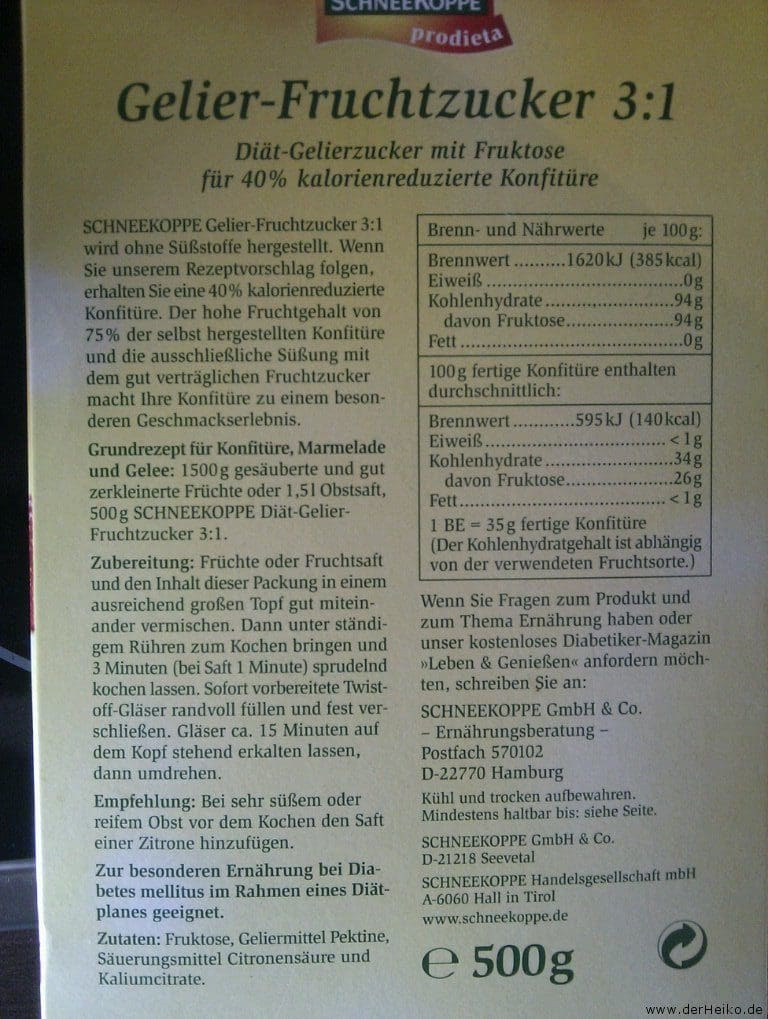 SCHNEEKOPPE
prodieta
Gelier-Fruchtzucker 3:1
Diät-Gelierzucker mit Fruktose
für 40% kalorienreduzierte Konfitüre
SCHNEEKOPPE Gelier-Fruchtzucker 3:1
wird ohne Süßstoffe hergestellt. Wenn
Sie unserem Rezeptvorschlag folgen,
erhalten Sie eine 40% kalorienreduzierte
Konfitüre. Der hohe Fruchtgehalt von
75% der selbst hergestellten Konfitüre
und die ausschließliche Süßung mit
dem gut verträglichen Fruchtzucker
macht Ihre Konfitüre zu einem beson-
deren Geschmackserlebnis.
Grundrezept für Konfitüre, Marmelade
und Gelee: 1500g gesäuberte und gut
zerkleinerte Früchte oder 1,5l Obstsaft,
500g SCHNEEKOPPE Diät-Gelier-
Fruchtzucker 3:1.
Zubereitung: Früchte oder Fruchtsaft
und den Inhalt dieser Packung in einem
ausreichend großen Topf gut mitein-
ander vermischen. Dann unter ständi-
gem Rühren zum Kochen bringen und
3 Minuten (bei Saft 1 Minute) sprudelnd
kochen lassen. Sofort vorbereitete Twist-
off-Gläser randvoll füllen und fest ver-
schließen. Gläser ca. 15 Minuten auf
dem Kopf stehend erkalten lassen,
dann umdrehen.
Empfehlung: Bei sehr süßem oder
reifem Obst vor dem Kochen den Saft
einer Zitrone hinzufügen.
Zur besonderen Ernährung bei Dia-
betes mellitus im Rahmen eines Diät-
planes geeignet.
Zutaten: Fruktose, Geliermittel Pektine,
Säuerungsmittel Citronensäure und
Kaliumcitrate.
Brenn- und Nährwerte je 100g:
Brennwert..........1620kJ (385kcal)
Eiweiß..............................0g
Kohlenhydrate....................94g
davon Fruktose................94g
Fett.................................0g
100g fertige Konfitüre enthalten
durchschnittlich:
Brennwert...........595kJ (140kcal)
Eiweiß...........................<1g
Kohlenhydrate....................34g
davon Fruktose................26g
Fett..............................<1g
1 BE = 35g fertige Konfitüre
(Der Kohlenhydratgehalt ist abhängig
von der verwendeten Fruchtsorte.)
Wenn Sie Fragen zum Produkt und
zum Thema Ernährung haben oder
unser kostenloses Diabetiker-Magazin
»Leben & Genießen« anfordern möch-
ten, schreiben Sie an:
SCHNEEKOPPE GmbH & Co.
– Ernährungsberatung –
Postfach 570102
D-22770 Hamburg
Kühl und trocken aufbewahren.
Mindestens haltbar bis: siehe Seite.
SCHNEEKOPPE GmbH & Co.
D-21218 Seevetal
SCHNEEKOPPE Handelsgesellschaft mbH
A-6060 Hall in Tirol
www.schneekoppe.de
℮ 500g
www.derHeiko.de